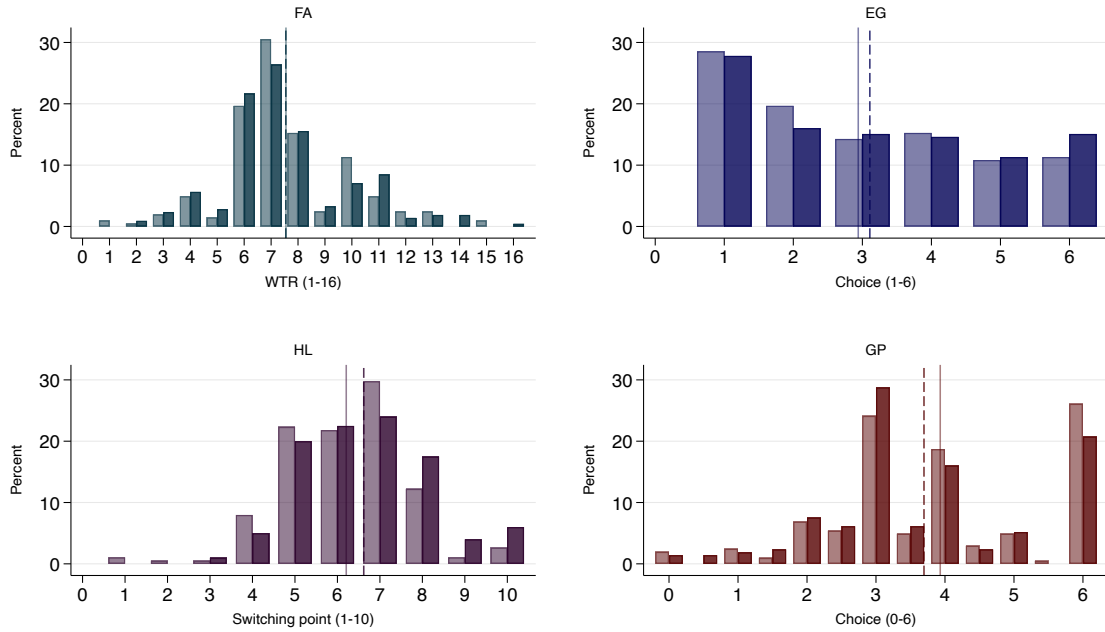 FA
Percent
30
20
10
0
0 1 2 3 4 5 6 7 8 9 10 11 12 13 14 15 16
WTR (1-16)
EG
Percent
30
20
10
0
0 1 2 3 4 5 6
Choice (1-6)
HL
Percent
30
20
10
0
0 1 2 3 4 5 6 7 8 9 10
Switching point (1-10)
GP
Percent
30
20
10
0
0 1 2 3 4 5 6
Choice (0-6)